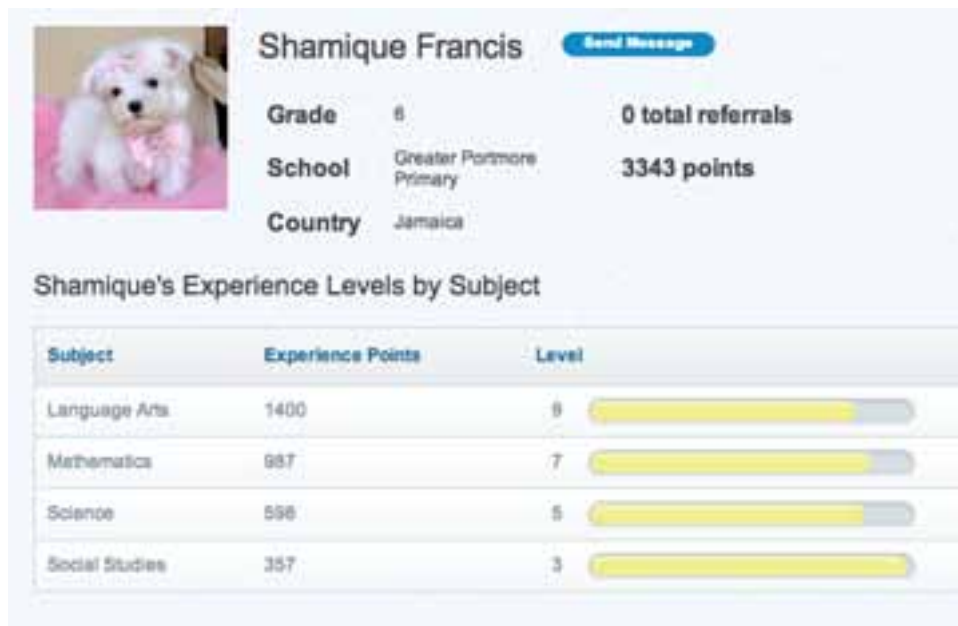 Shamique Francis
Send Message
Grade 6
0 total referrals
School Greater Portmore Primary
3343 points
Country Jamaica
Shamique's Experience Levels by Subject
Subject Experience Points Level
Language Arts 1400 9
Mathematics 987 7
Science 5
Social Studies 357 3